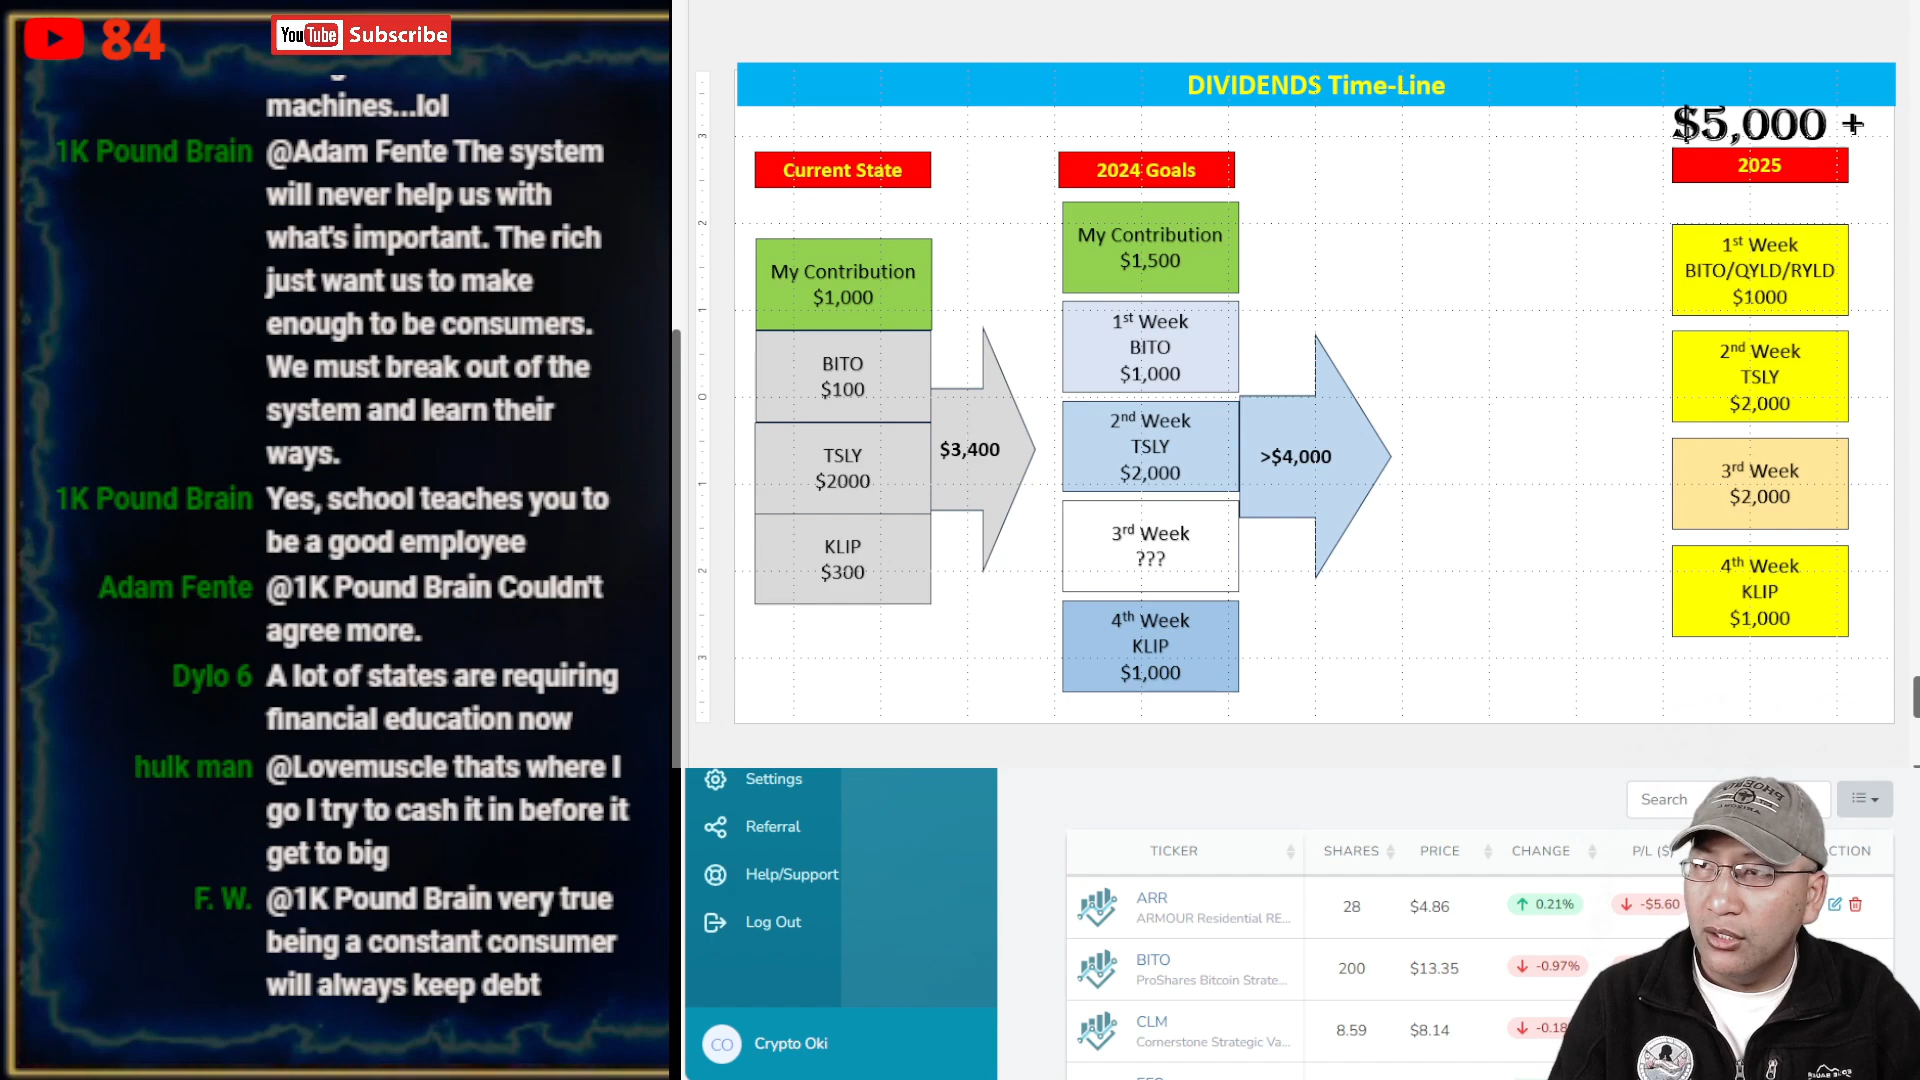 84
YouTube Subscribe
machines...lol
1K Pound Brain @Adam Fente The system
will never help us with
what's important. The rich
just want us to make
enough to be consumers.
We must break out of the
system and learn their
ways.
1K Pound Brain Yes, school teaches you to
be a good employee
Adam Fente @1K Pound Brain Couldn't
agree more.
Dylo 6 A lot of states are requiring
financial education now
hulk man @Lovemuscle thats where I
go I try to cash it in before it
get to big
F. W. @1K Pound Brain very true
being a constant consumer
will always keep debt
3
2
1
0
1
2
3
DIVIDENDS Time-Line
$5,000 +
Current State
My Contribution
$1,000
BITO
$100
TSLY
$2000
KLIP
$300
$3,400
2024 Goals
My Contribution
$1,500
1st Week
BITO
$1,000
2nd Week
TSLY
$2,000
3rd Week
???
4th Week
KLIP
$1,000
>$4,000
2025
1st Week
BITO/QYLD/RYLD
$1000
2nd Week
TSLY
$2,000
3rd Week
$2,000
4th Week
KLIP
$1,000
Settings
Referral
Help/Support
Log Out
CO Crypto Oki
Search
TICKER SHARES PRICE CHANGE P/L ($)
ARR 28 $4.86 0.21% -$5.60
ARMOUR Residential RE...
BITO 200 $13.35 -0.97%
ProShares Bitcoin Strate...
CLM 8.59 $8.14 -0.18
Cornerstone Strategic Va...